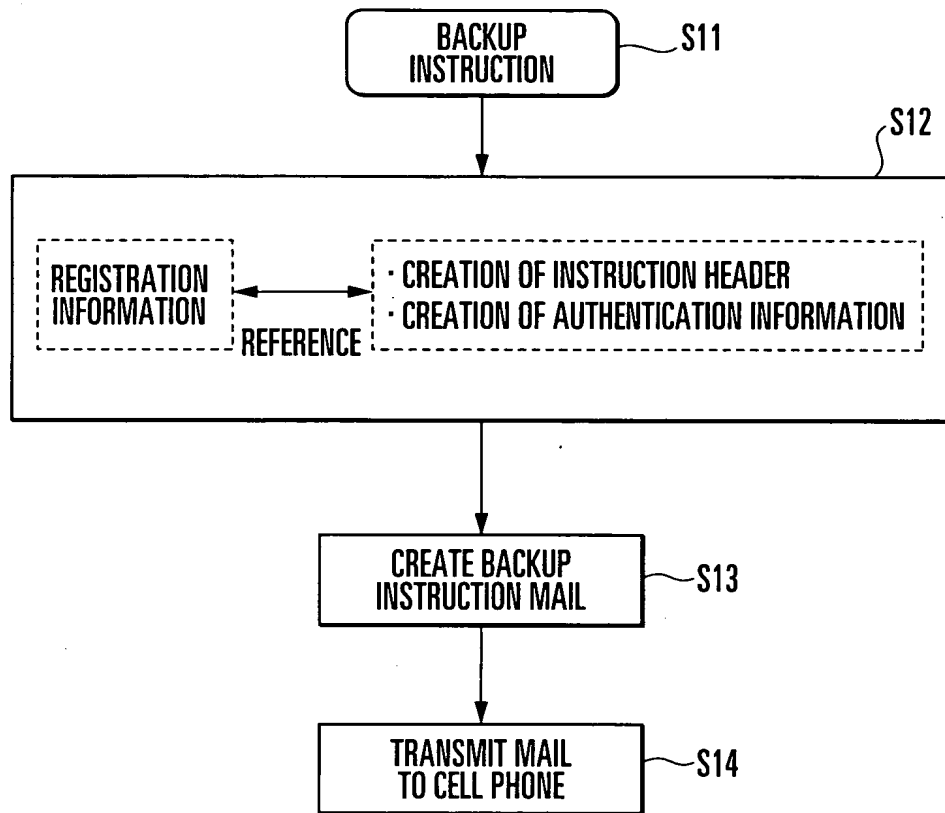 BACKUP
INSTRUCTION
S11
S12
REGISTRATION
INFORMATION
REFERENCE
· CREATION OF INSTRUCTION HEADER
· CREATION OF AUTHENTICATION INFORMATION
CREATE BACKUP
INSTRUCTION MAIL
S13
TRANSMIT MAIL
TO CELL PHONE
S14